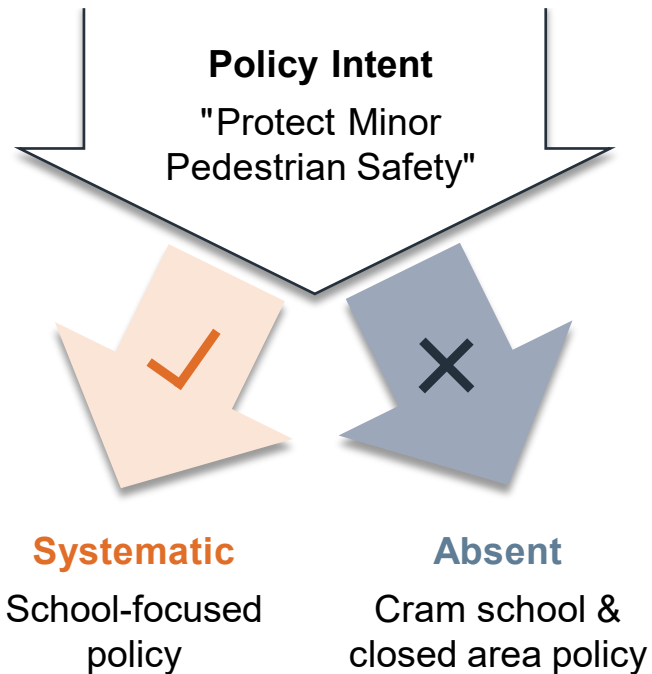 Policy Intent
"Protect Minor
Pedestrian Safety"
Systematic
School-focused
policy
Absent
Cram school &
closed area policy